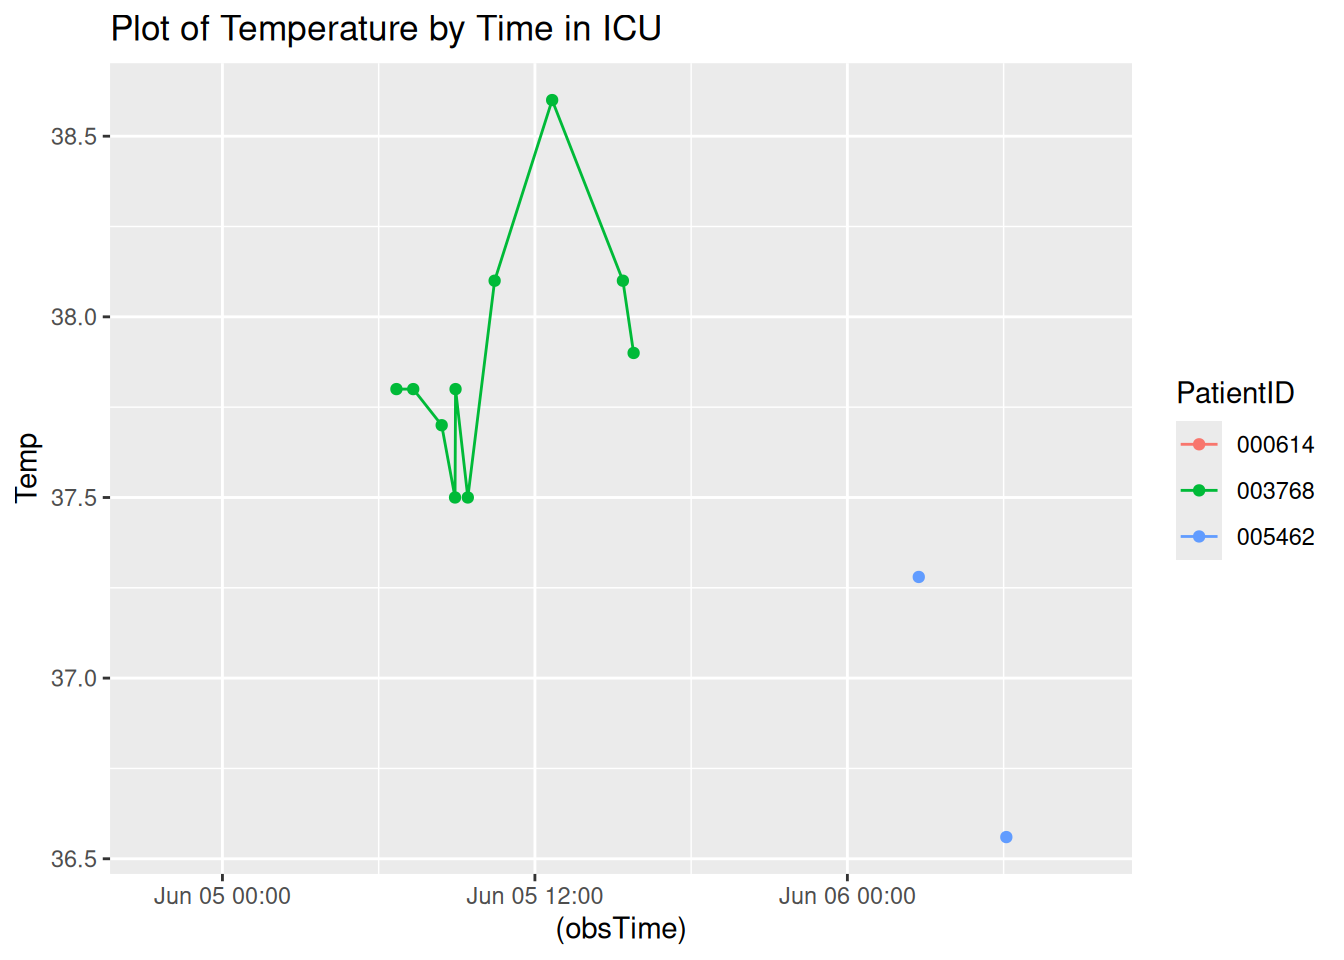 Plot of Temperature by Time in ICU
38.5
38.0
37.5
37.0
36.5
Temp
Jun 05 00:00
Jun 05 12:00
Jun 06 00:00
(obsTime)
PatientID
000614
003768
005462